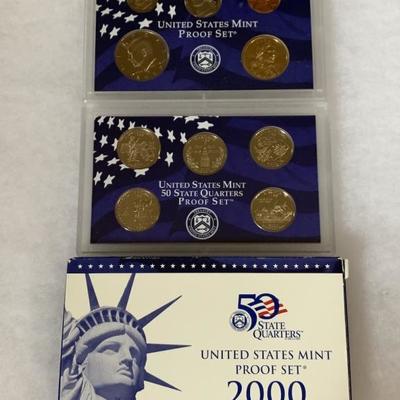 UNITED STATES MINT
PROOF SET®
UNITED STATES MINT
50 STATE QUARTERS
PROOF SET™
50
STATE
QUARTERS
UNITED STATES MINT
PROOF SET®
2000